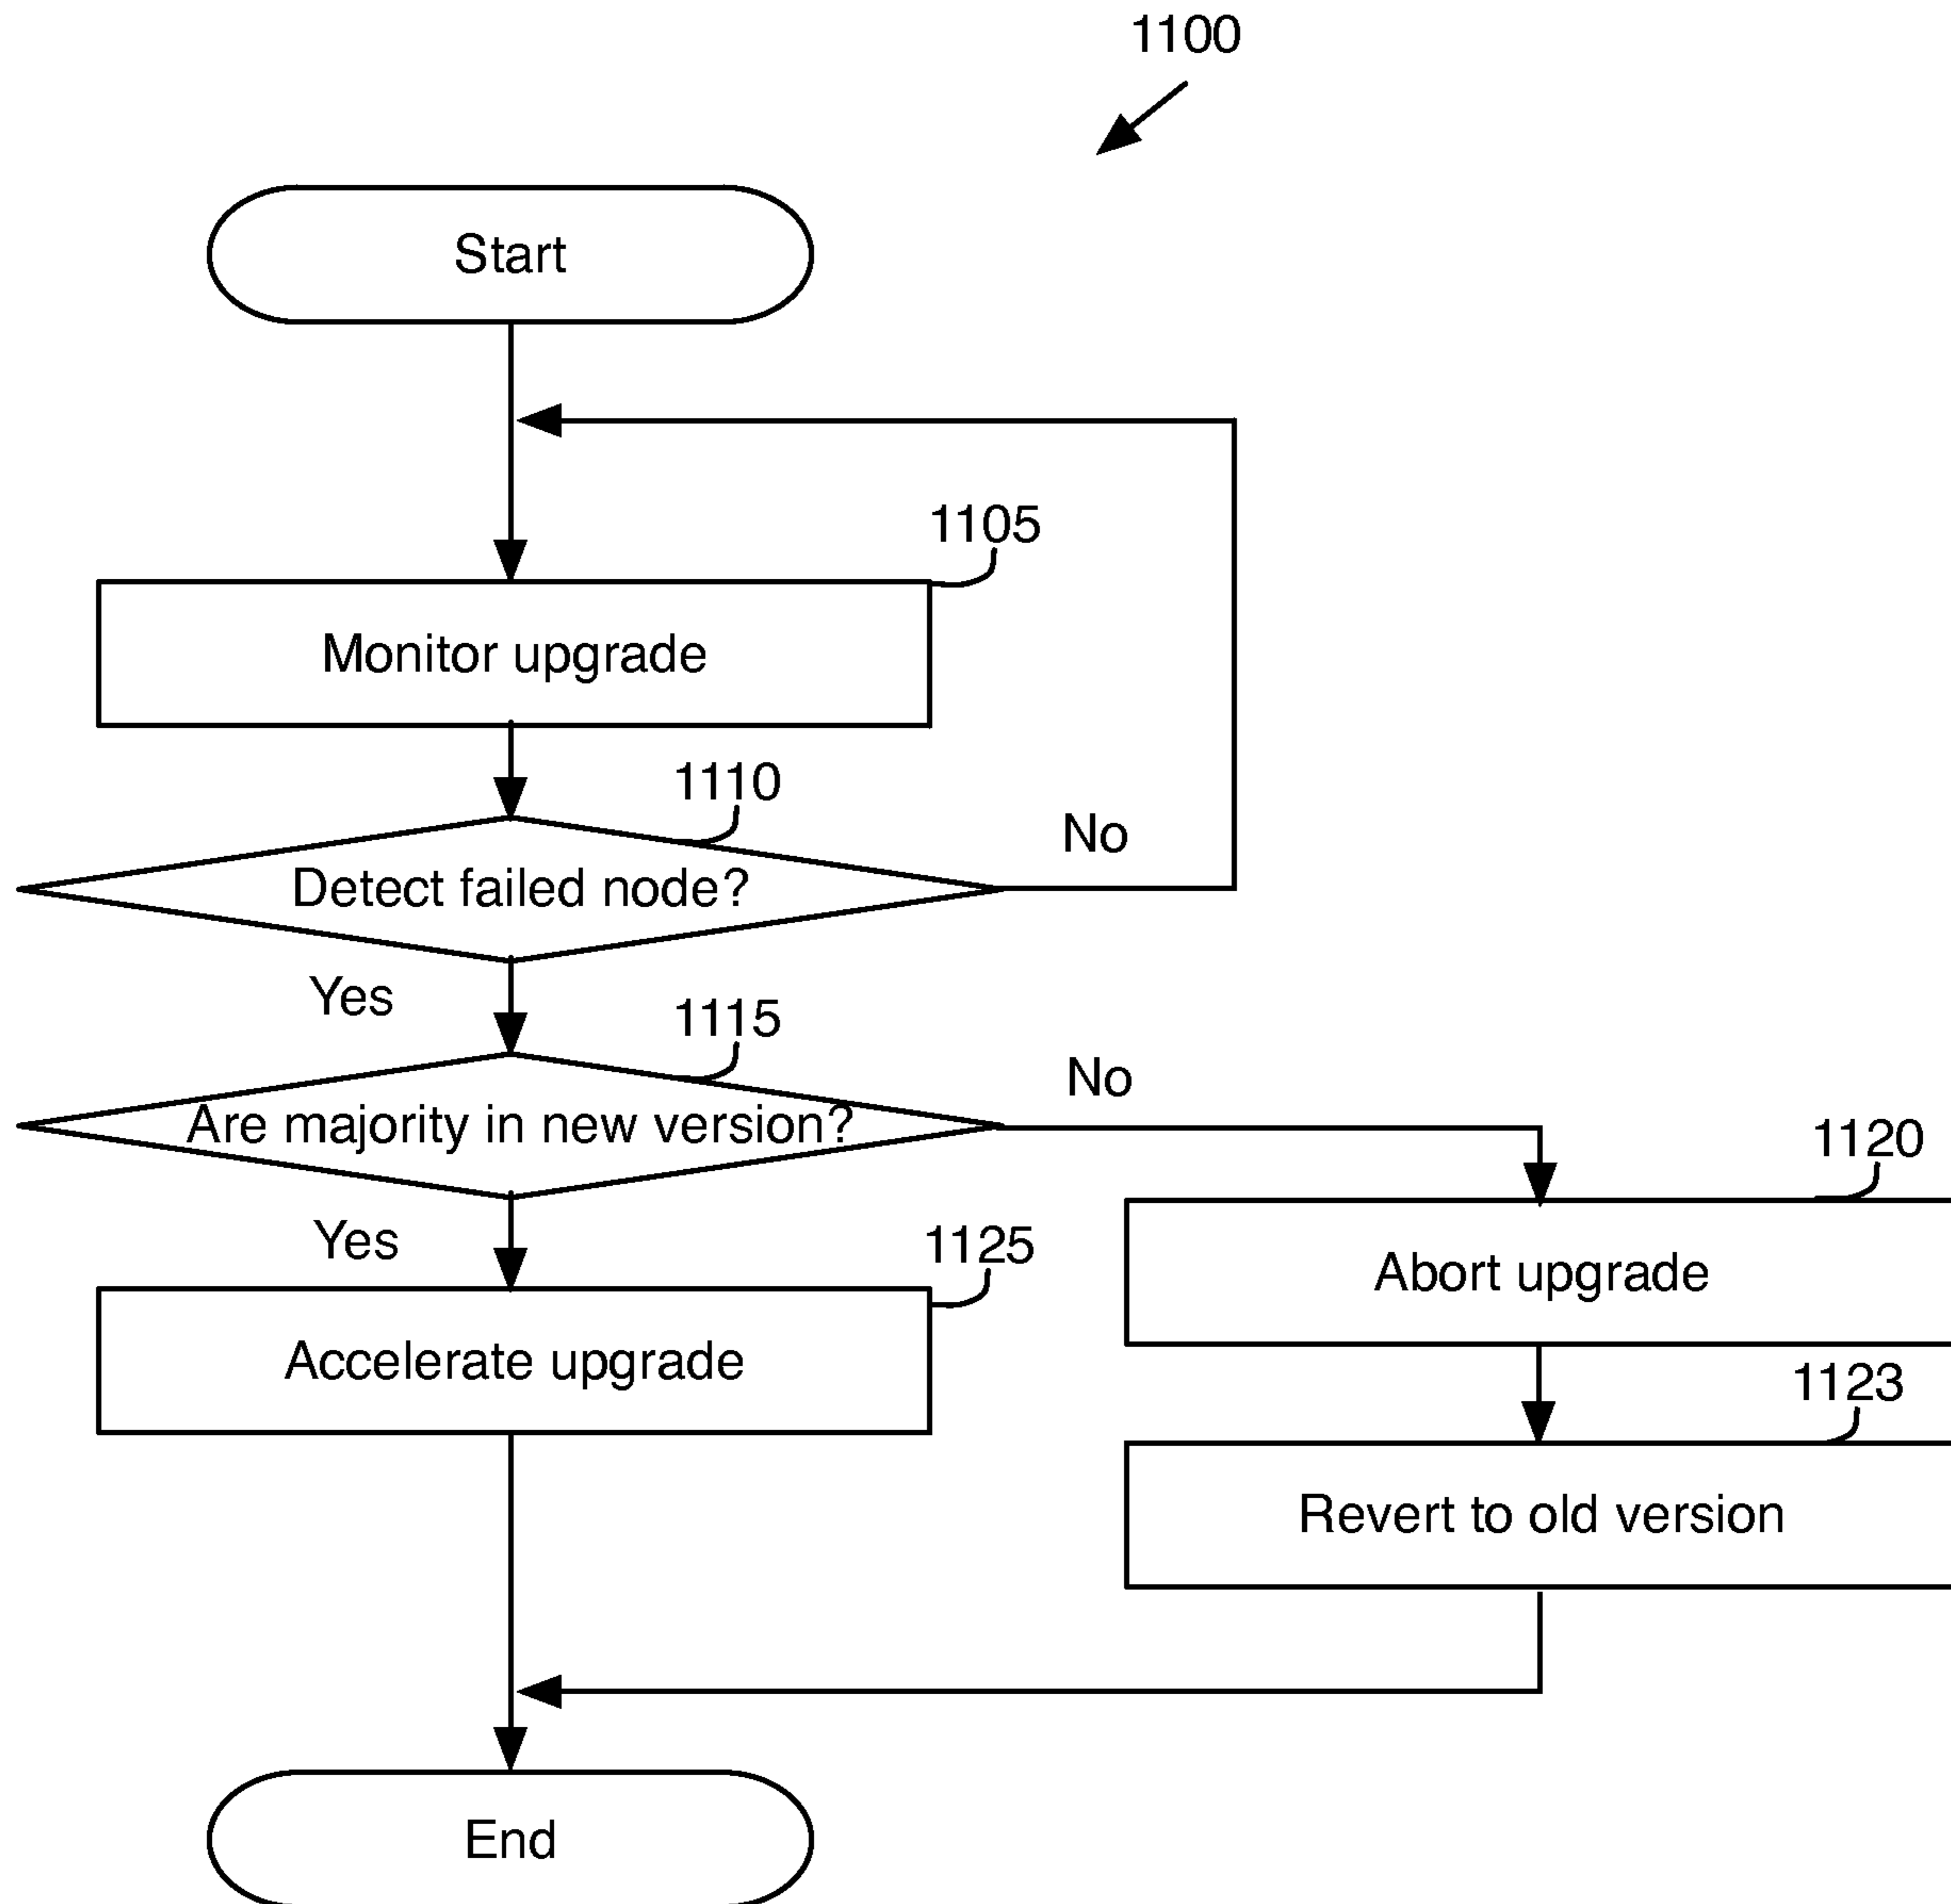 1100
Start
1105
Monitor upgrade
1110
No
Detect failed node?
Yes
1115
No
Are majority in new version?
1120
Yes
1125
Abort upgrade
Accelerate upgrade
1123
Revert to old version
End